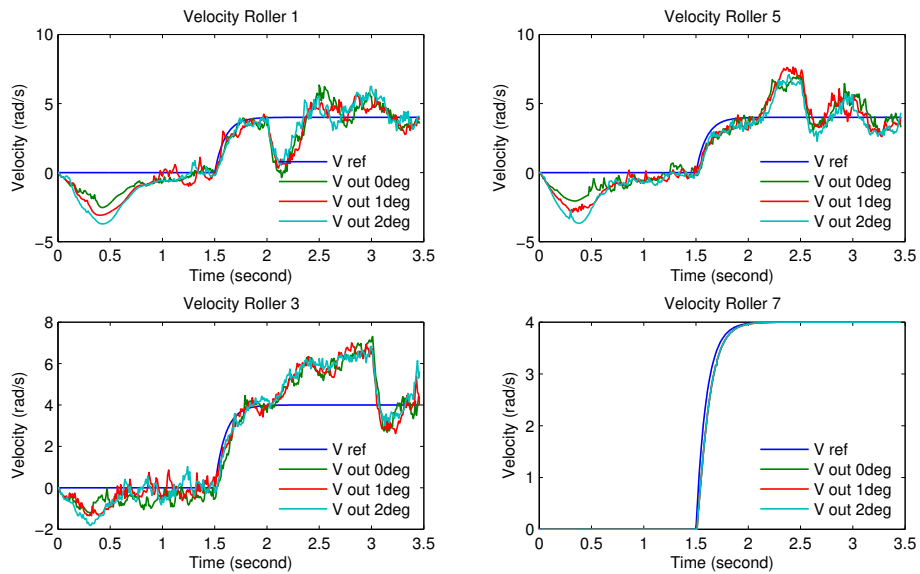 Velocity Roller 1
Velocity (rad/s)
10
5
0
−5
0 0.5 1 1.5 2 2.5 3 3.5
Time (second)
V ref
V out 0deg
V out 1deg
V out 2deg
Velocity Roller 5
Velocity (rad/s)
10
5
0
−5
0 0.5 1 1.5 2 2.5 3 3.5
Time (second)
V ref
V out 0deg
V out 1deg
V out 2deg
Velocity Roller 3
Velocity (rad/s)
8
6
4
2
0
−2
0 0.5 1 1.5 2 2.5 3 3.5
Time (second)
V ref
V out 0deg
V out 1deg
V out 2deg
Velocity Roller 7
Velocity (rad/s)
4
3
2
1
0
0 0.5 1 1.5 2 2.5 3 3.5
Time (second)
V ref
V out 0deg
V out 1deg
V out 2deg